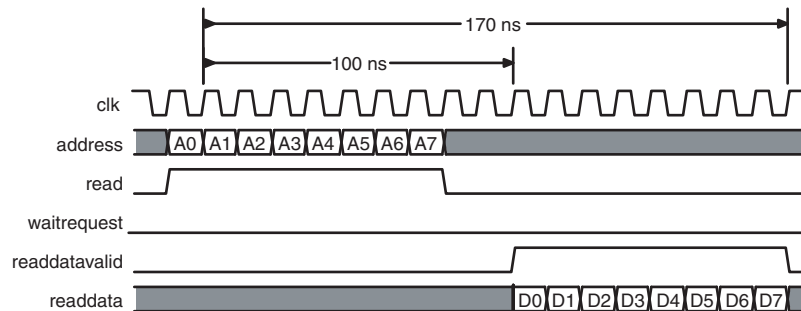 170 ns
100 ns
clk
address A0 A1 A2 A3 A4 A5 A6 A7
read
waitrequest
readdatavalid
readdata D0 D1 D2 D3 D4 D5 D6 D7